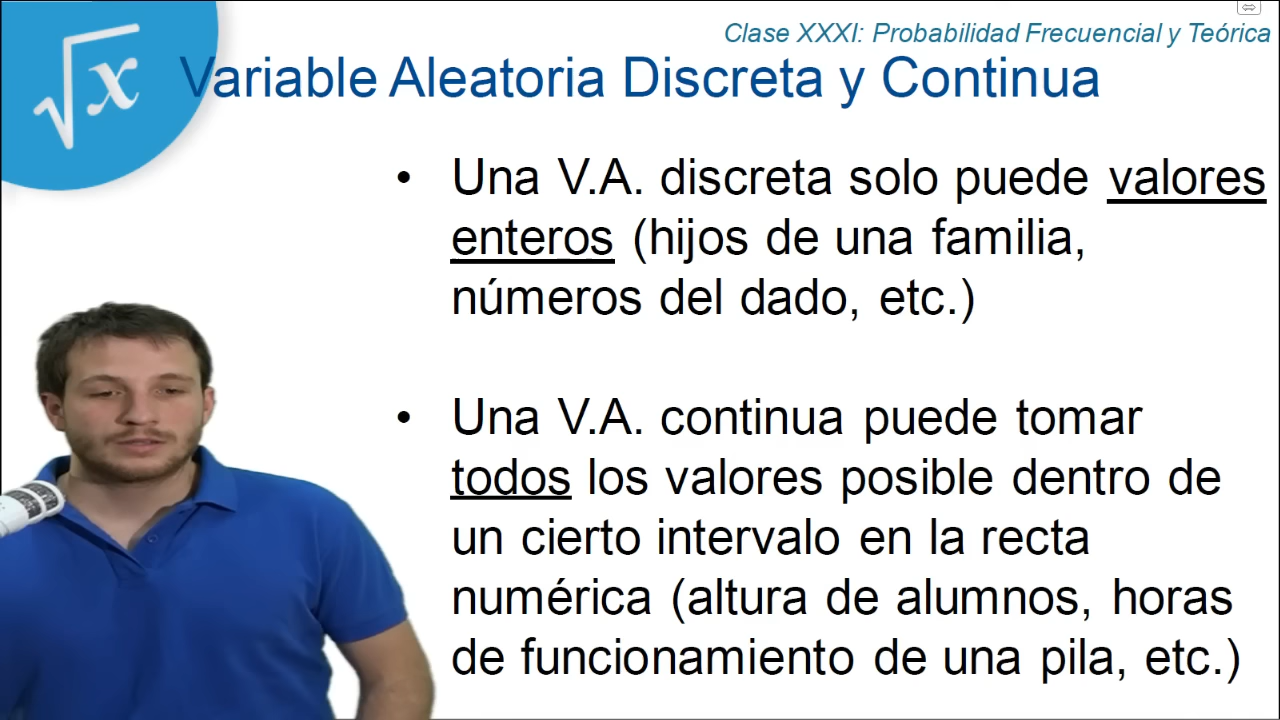 Clase XXXI: Probabilidad Frecuencial y Teórica
√x
Variable Aleatoria Discreta y Continua
• Una V.A. discreta solo puede valores
enteros (hijos de una familia,
números del dado, etc.)
• Una V.A. continua puede tomar
todos los valores posible dentro de
un cierto intervalo en la recta
numérica (altura de alumnos, horas
de funcionamiento de una pila, etc.)